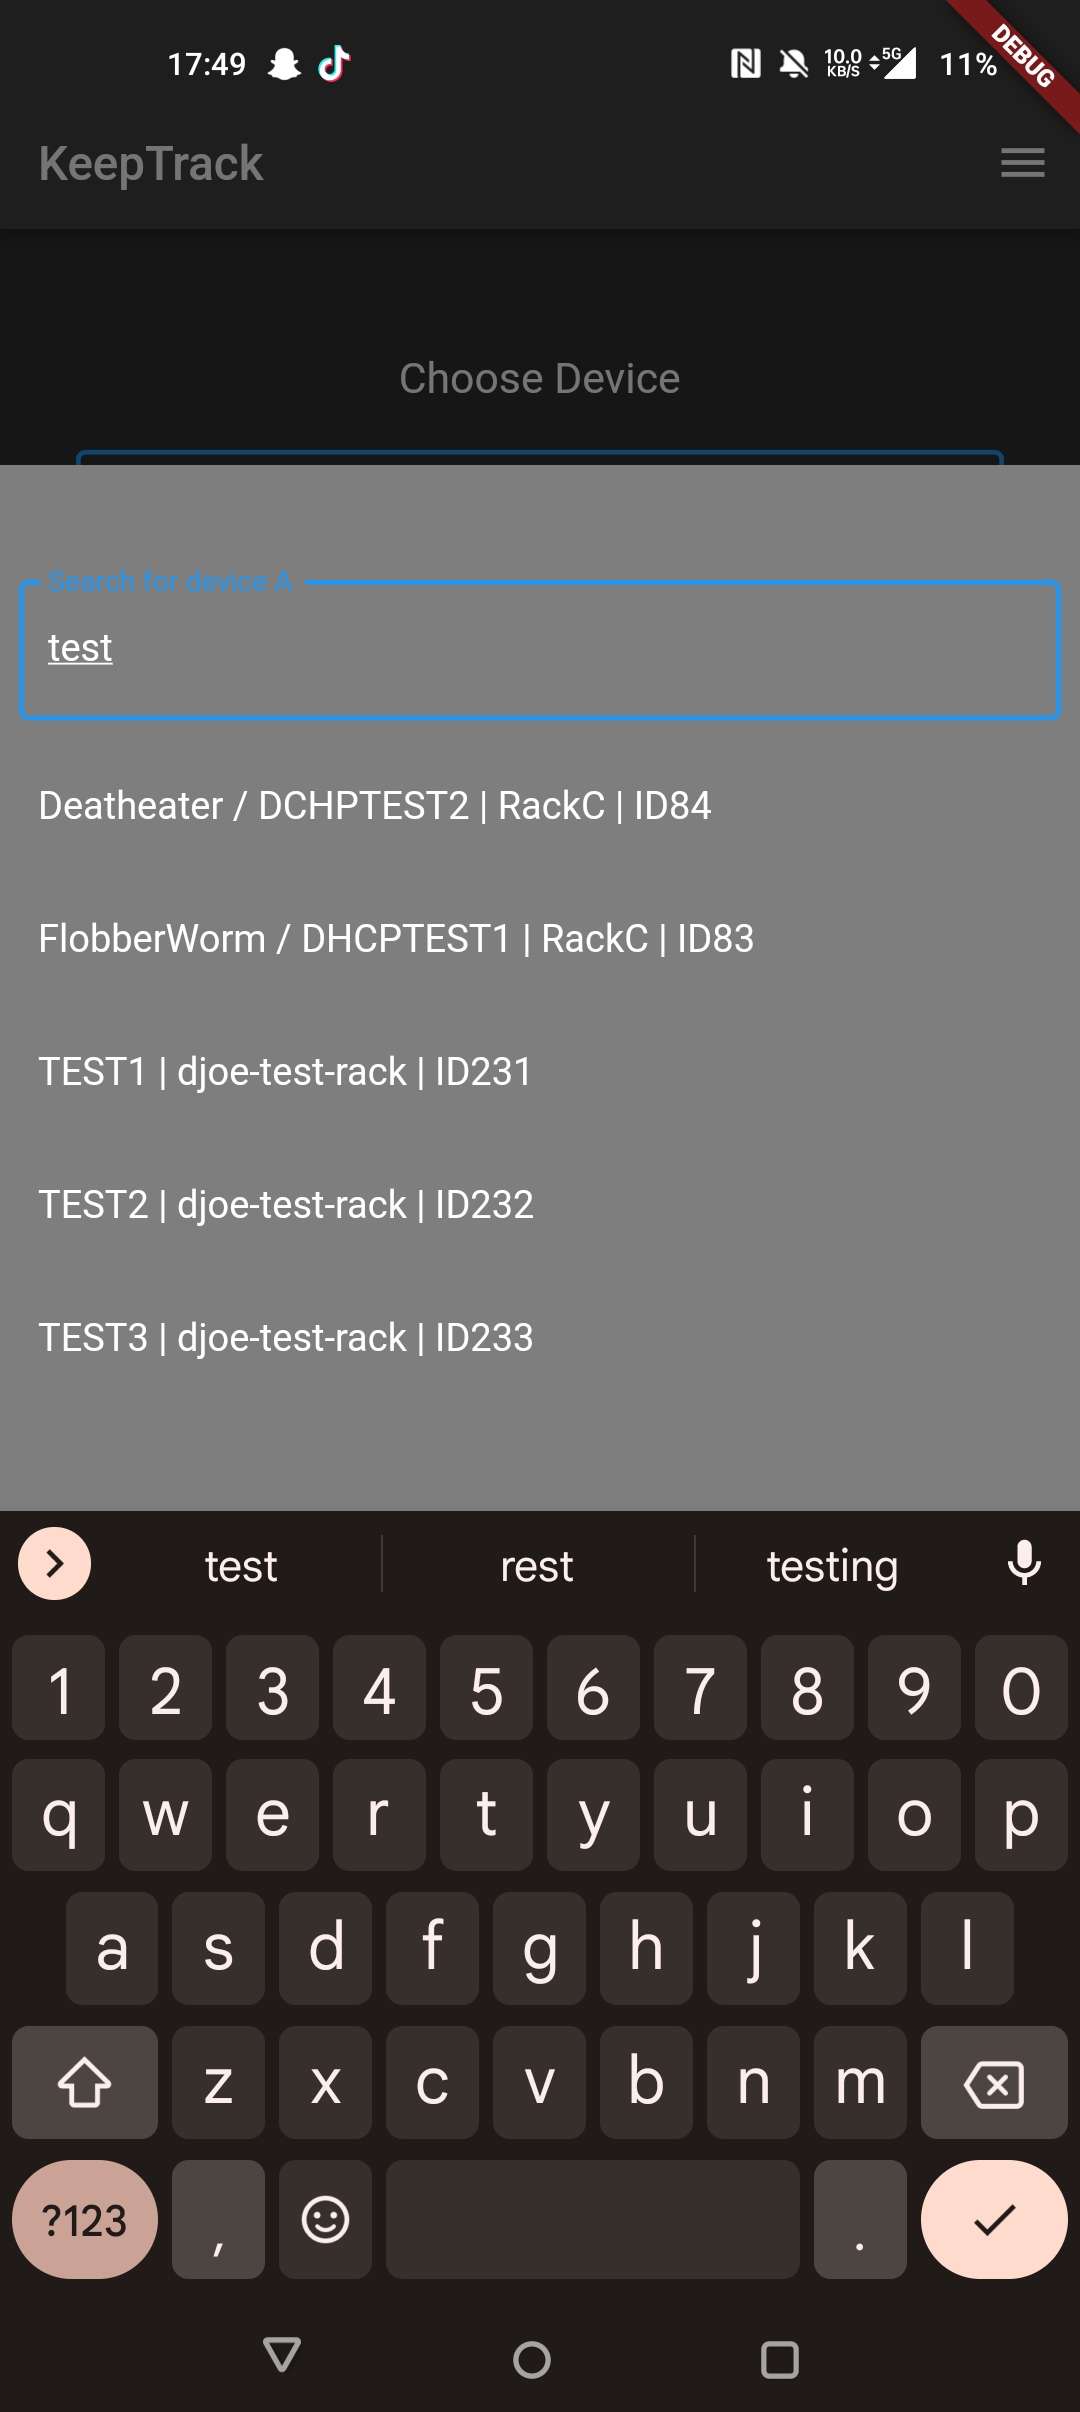 17:49
10.0 KB/S 5G 11%
DEBUG
KeepTrack
Choose Device
Search for device A
test
Deatheater / DCHPTEST2 | RackC | ID84
FlobberWorm / DHCPTEST1 | RackC | ID83
TEST1 | djoe-test-rack | ID231
TEST2 | djoe-test-rack | ID232
TEST3 | djoe-test-rack | ID233
test rest testing
1 2 3 4 5 6 7 8 9 0
q w e r t y u i o p
a s d f g h j k l
z x c v b n m
?123 , .